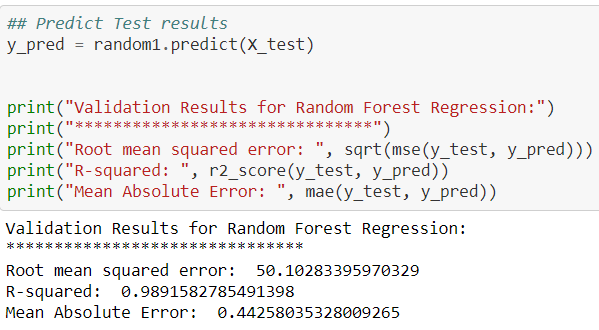 ## Predict Test results
y_pred = random1.predict(X_test)
print("Validation Results for Random Forest Regression:")
print("*******************************")
print("Root mean squared error: ", sqrt(mse(y_test, y_pred)))
print("R-squared: ", r2_score(y_test, y_pred))
print("Mean Absolute Error: ", mae(y_test, y_pred))
Validation Results for Random Forest Regression:
*******************************
Root mean squared error:  50.10283395970329
R-squared:  0.9891582785491398
Mean Absolute Error:  0.44258035328009265